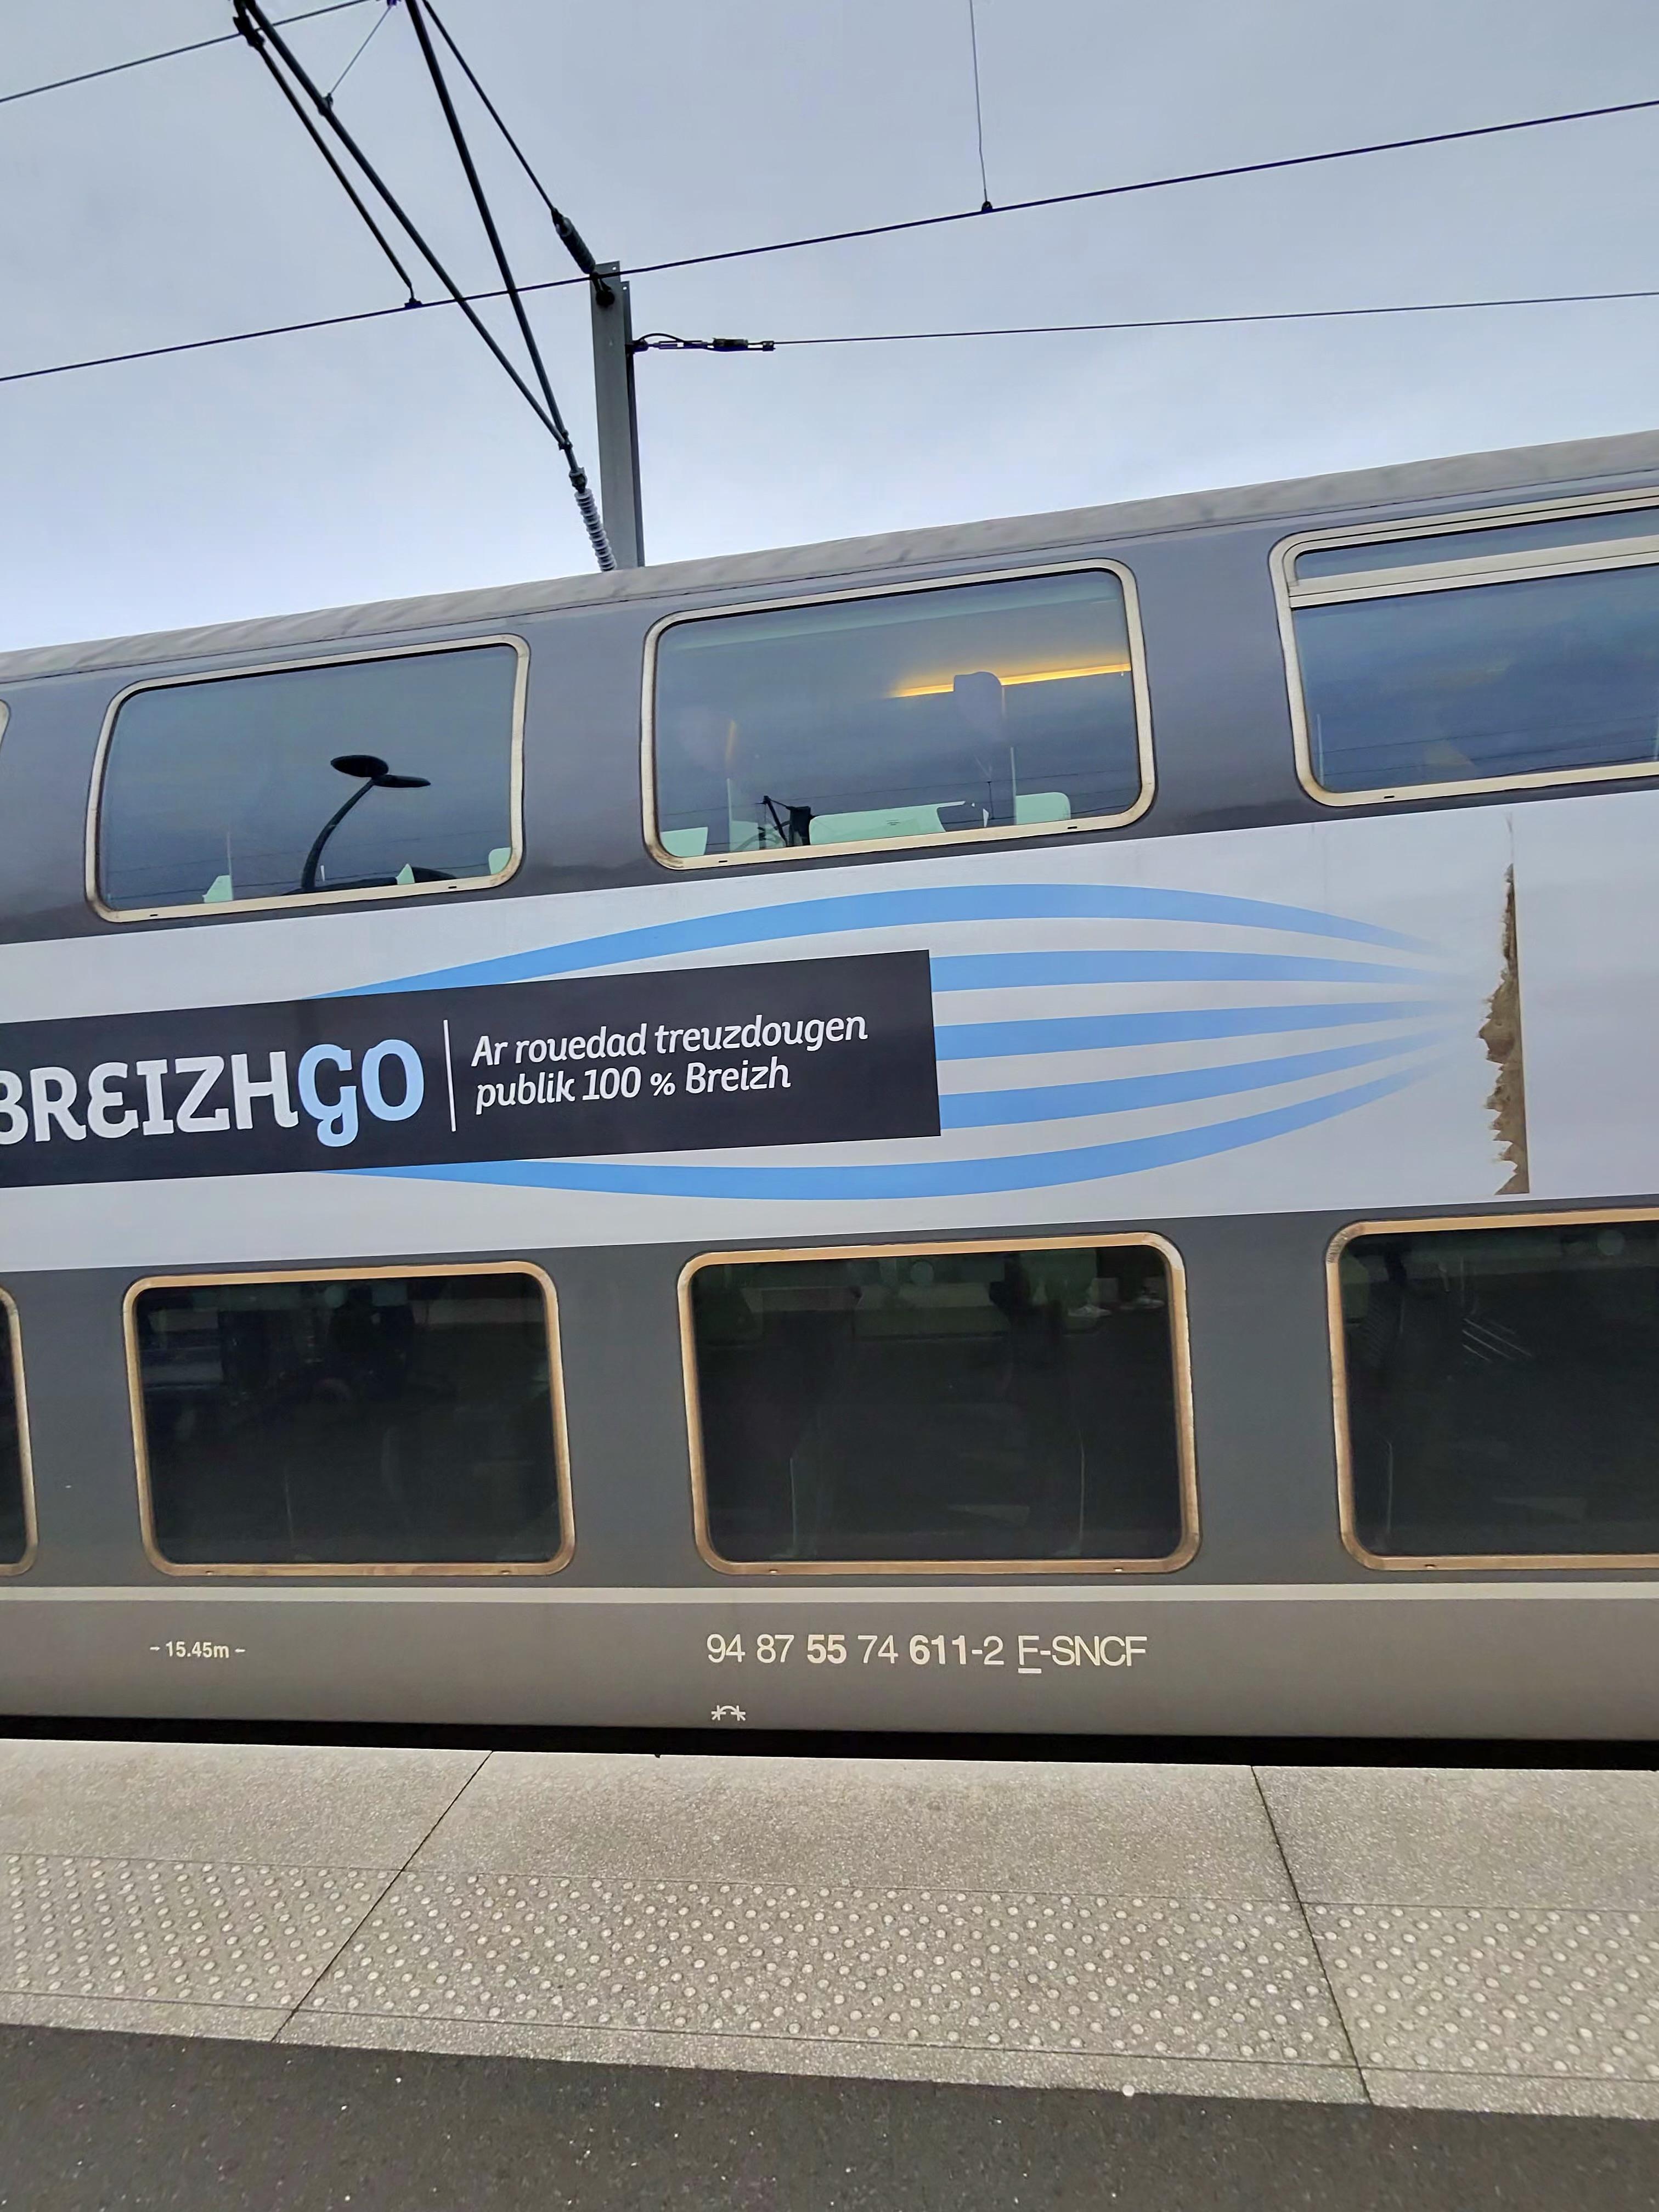 BREIZHGO
Ar rouedad treuzdougen
publik 100 % Breizh
- 15.45m -
94 87 55 74 611-2 F-SNCF